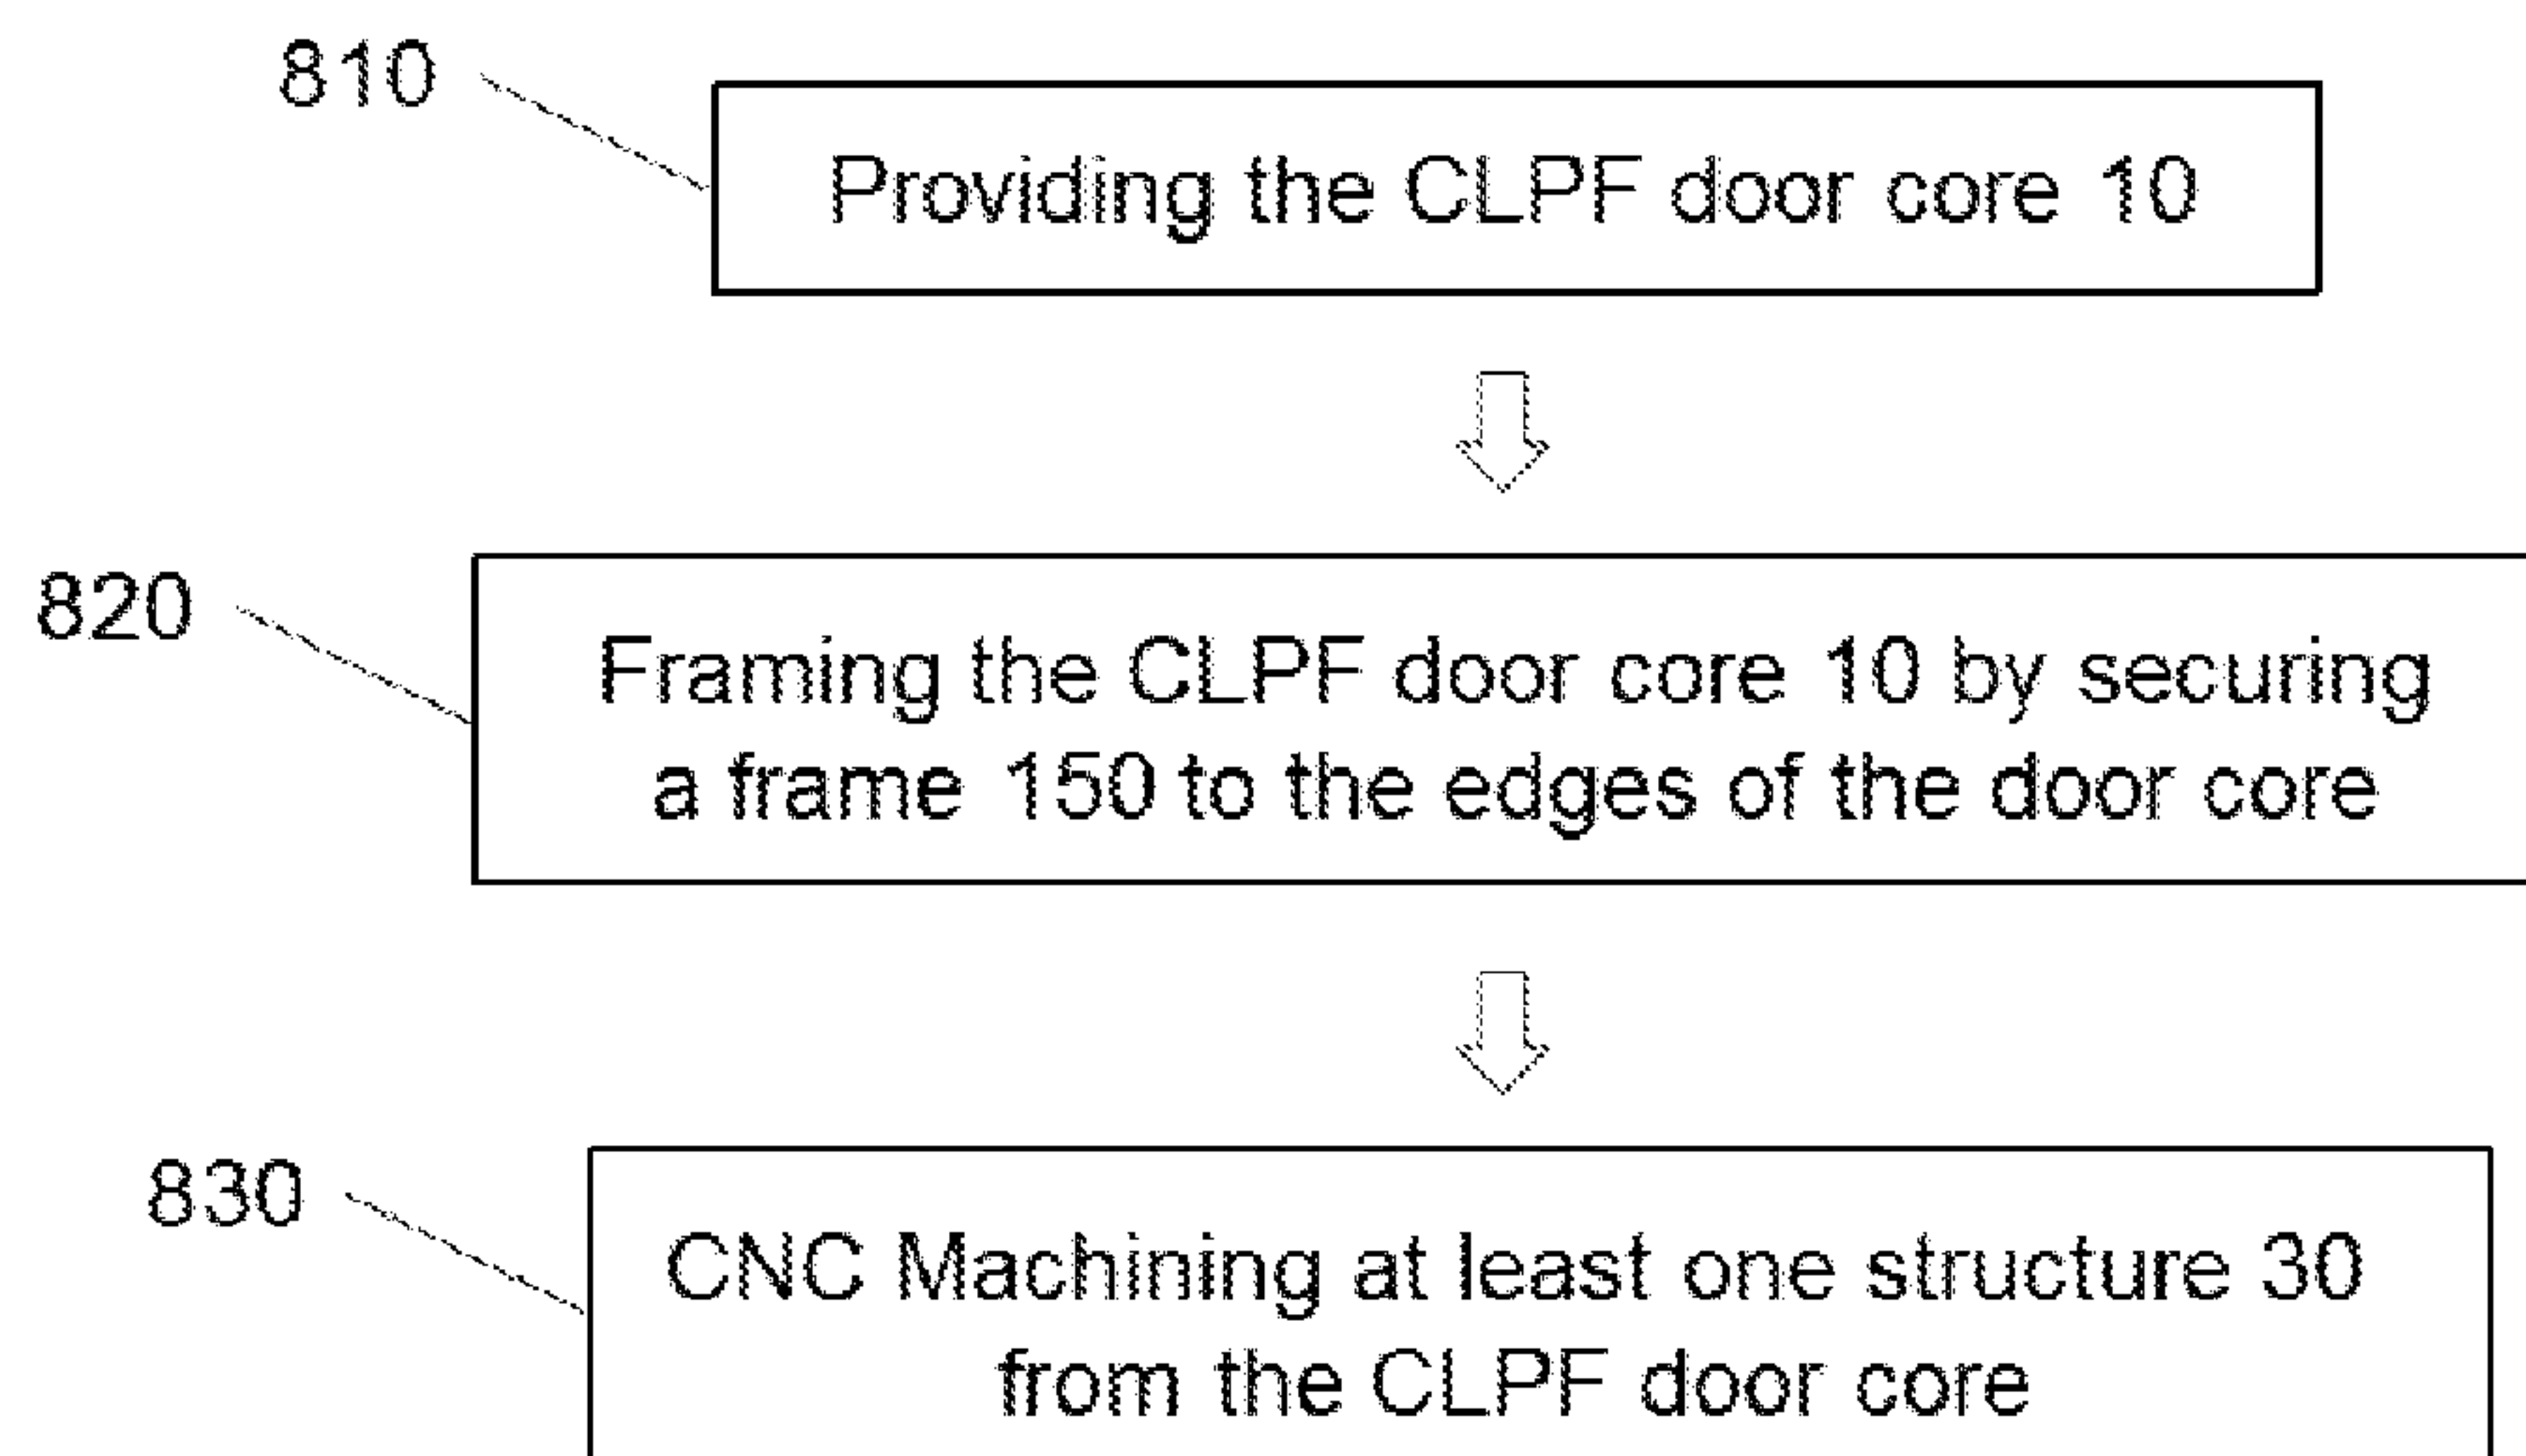 810
Providing the CLPF door core 10
820
Framing the CLPF door core 10 by securing
a frame 150 to the edges of the door core
830
CNC Machining at least one structure 30
from the CLPF door core